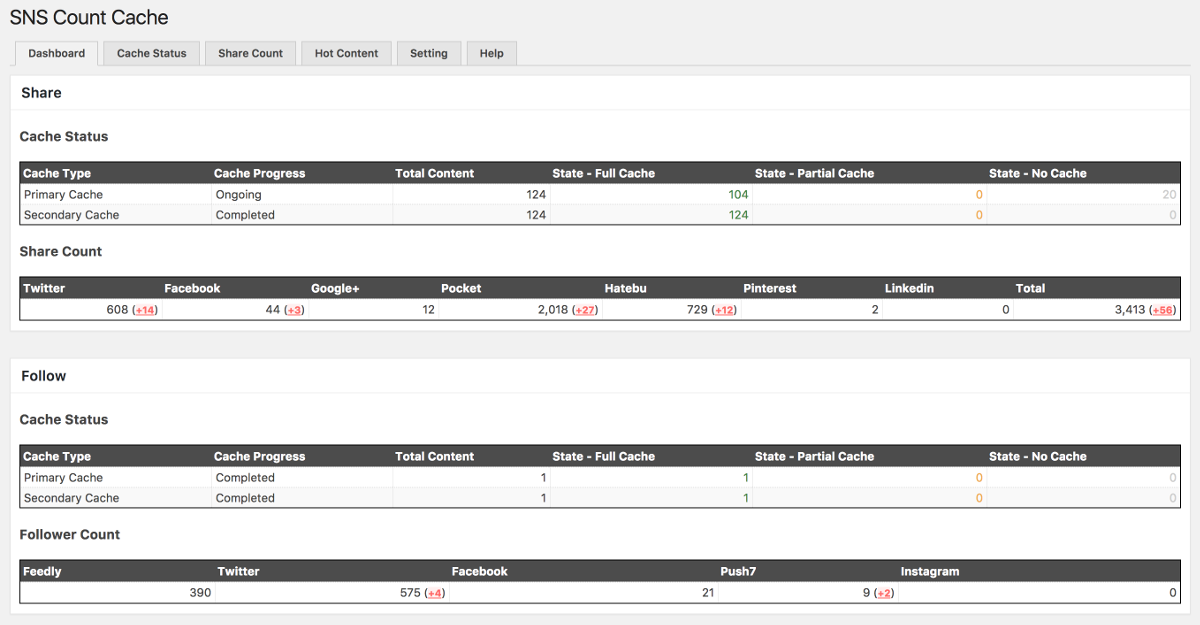 SNS Count Cache
Dashboard Cache Status Share Count Hot Content Setting Help
Share
Cache Status
Cache Type Cache Progress Total Content State - Full Cache State - Partial Cache State - No Cache
Primary Cache Ongoing 124 104 0 20
Secondary Cache Completed 124 124 0 0
Share Count
Twitter Facebook Google+ Pocket Hatebu Pinterest Linkedin Total
608 (+14) 44 (+3) 12 2,018 (+27) 729 (+12) 2 0 3,413 (+56)
Follow
Cache Status
Cache Type Cache Progress Total Content State - Full Cache State - Partial Cache State - No Cache
Primary Cache Completed 1 1 0 0
Secondary Cache Completed 1 1 0 0
Follower Count
Feedly Twitter Facebook Push7 Instagram
390 575 (+4) 21 9 (+2) 0